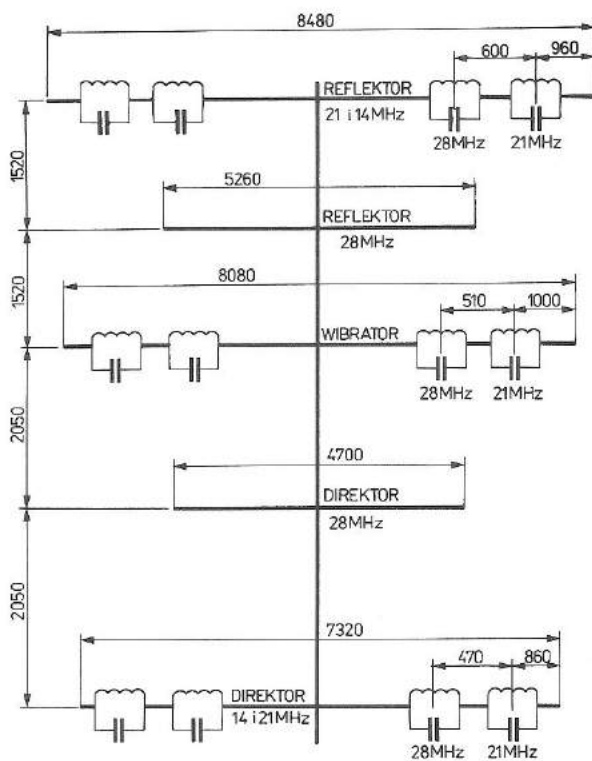 8480
600
960
REFLEKTOR
21 i 14MHz
28MHz
21MHz
1520
5260
REFLEKTOR
28MHz
1520
8080
510
1000
WIBRATOR
28MHz
21MHz
2050
4700
DIREKTOR
28MHz
2050
7320
470
860
DIREKTOR
14 i 21MHz
28MHz
21MHz